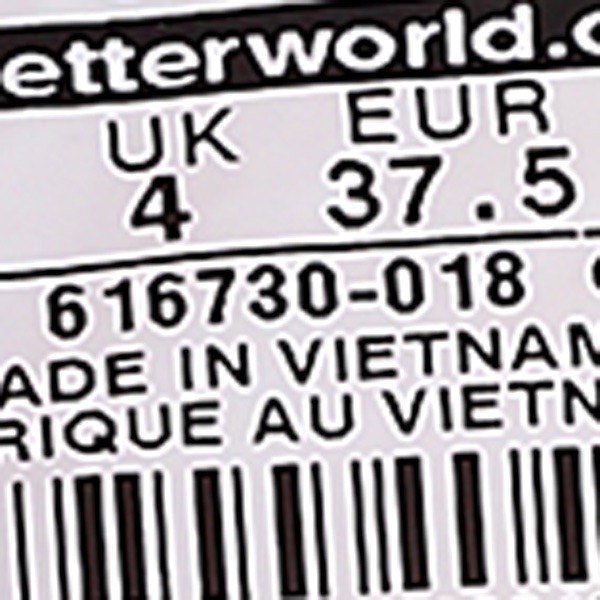 etterworld.c
UK EUR
4 37.5
616730-018
ADE IN VIETNAM
RIQUE AU VIETN